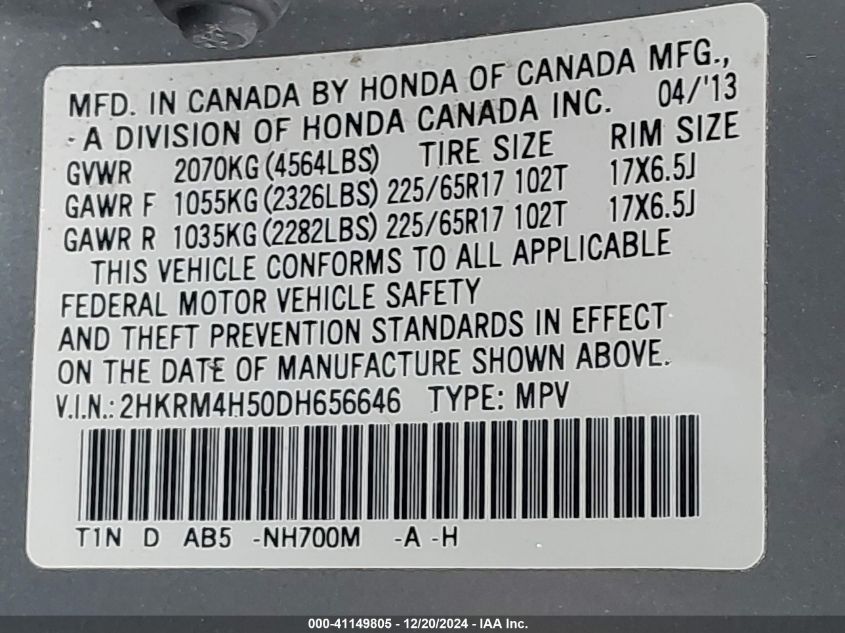 MFD. IN CANADA BY HONDA OF CANADA MFG.,
- A DIVISION OF HONDA CANADA INC. 04/'13
GVWR 2070KG (4564LBS) TIRE SIZE RIM SIZE
GAWR F 1055KG (2326LBS) 225/65R17 102T 17X6.5J
GAWR R 1035KG (2282LBS) 225/65R17 102T 17X6.5J
THIS VEHICLE CONFORMS TO ALL APPLICABLE
FEDERAL MOTOR VEHICLE SAFETY
AND THEFT PREVENTION STANDARDS IN EFFECT
ON THE DATE OF MANUFACTURE SHOWN ABOVE.
V.I.N.: 2HKRM4H50DH656646 TYPE: MPV
T1N D AB5 -NH700M -A -H
000-41149805 - 12/20/2024 - IAA Inc.